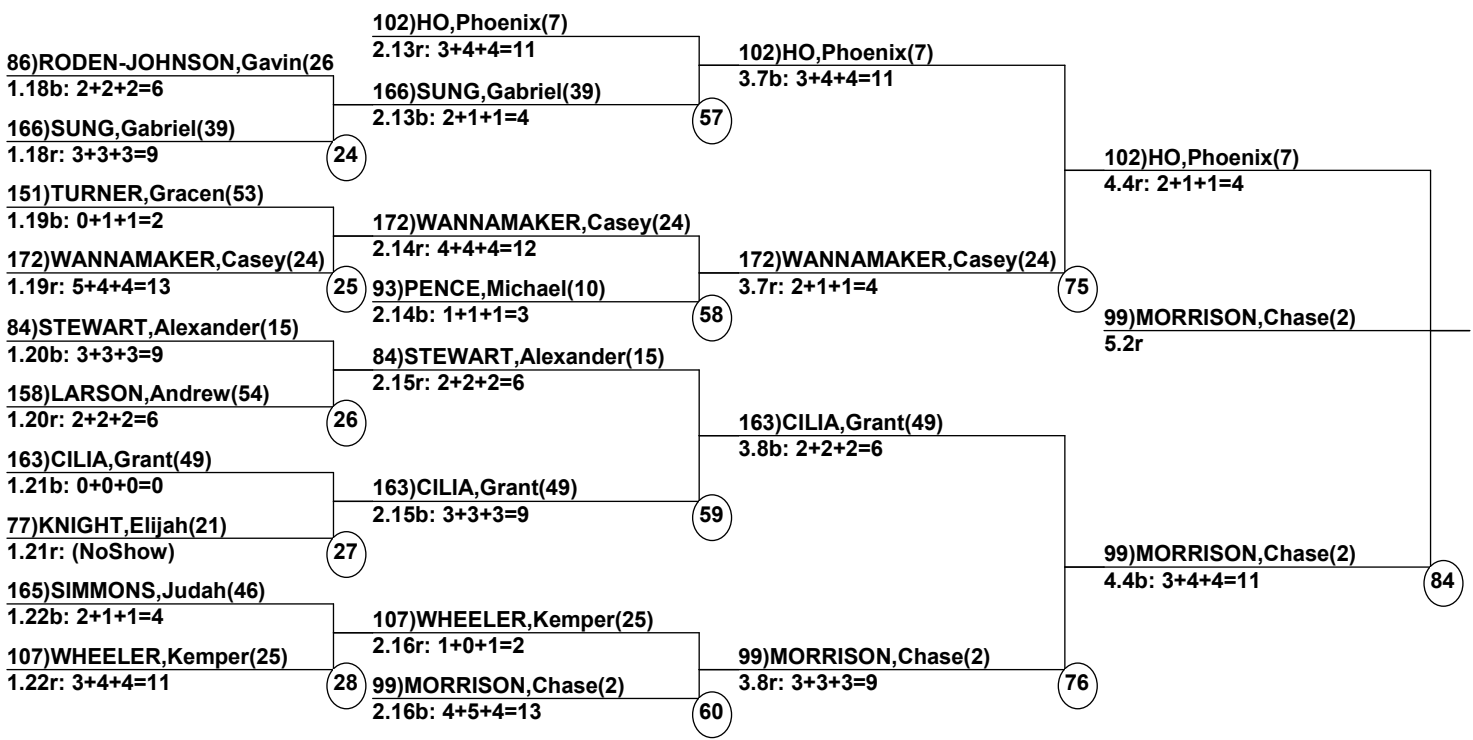 86)RODEN-JOHNSON,Gavin(26
1.18b: 2+2+2=6
166)SUNG,Gabriel(39)
1.18r: 3+3+3=9
24
151)TURNER,Gracen(53)
1.19b: 0+1+1=2
172)WANNAMAKER,Casey(24)
1.19r: 5+4+4=13
25
84)STEWART,Alexander(15)
1.20b: 3+3+3=9
158)LARSON,Andrew(54)
1.20r: 2+2+2=6
26
163)CILIA,Grant(49)
1.21b: 0+0+0=0
77)KNIGHT,Elijah(21)
1.21r: (NoShow)
27
165)SIMMONS,Judah(46)
1.22b: 2+1+1=4
107)WHEELER,Kemper(25)
1.22r: 3+4+4=11
28
102)HO,Phoenix(7)
2.13r: 3+4+4=11
166)SUNG,Gabriel(39)
2.13b: 2+1+1=4
57
172)WANNAMAKER,Casey(24)
2.14r: 4+4+4=12
93)PENCE,Michael(10)
2.14b: 1+1+1=3
58
84)STEWART,Alexander(15)
2.15r: 2+2+2=6
163)CILIA,Grant(49)
2.15b: 3+3+3=9
59
107)WHEELER,Kemper(25)
2.16r: 1+0+1=2
99)MORRISON,Chase(2)
2.16b: 4+5+4=13
60
102)HO,Phoenix(7)
3.7b: 3+4+4=11
172)WANNAMAKER,Casey(24)
3.7r: 2+1+1=4
75
163)CILIA,Grant(49)
3.8b: 2+2+2=6
99)MORRISON,Chase(2)
3.8r: 3+3+3=9
76
102)HO,Phoenix(7)
4.4r: 2+1+1=4
99)MORRISON,Chase(2)
4.4b: 3+4+4=11
84
99)MORRISON,Chase(2)
5.2r